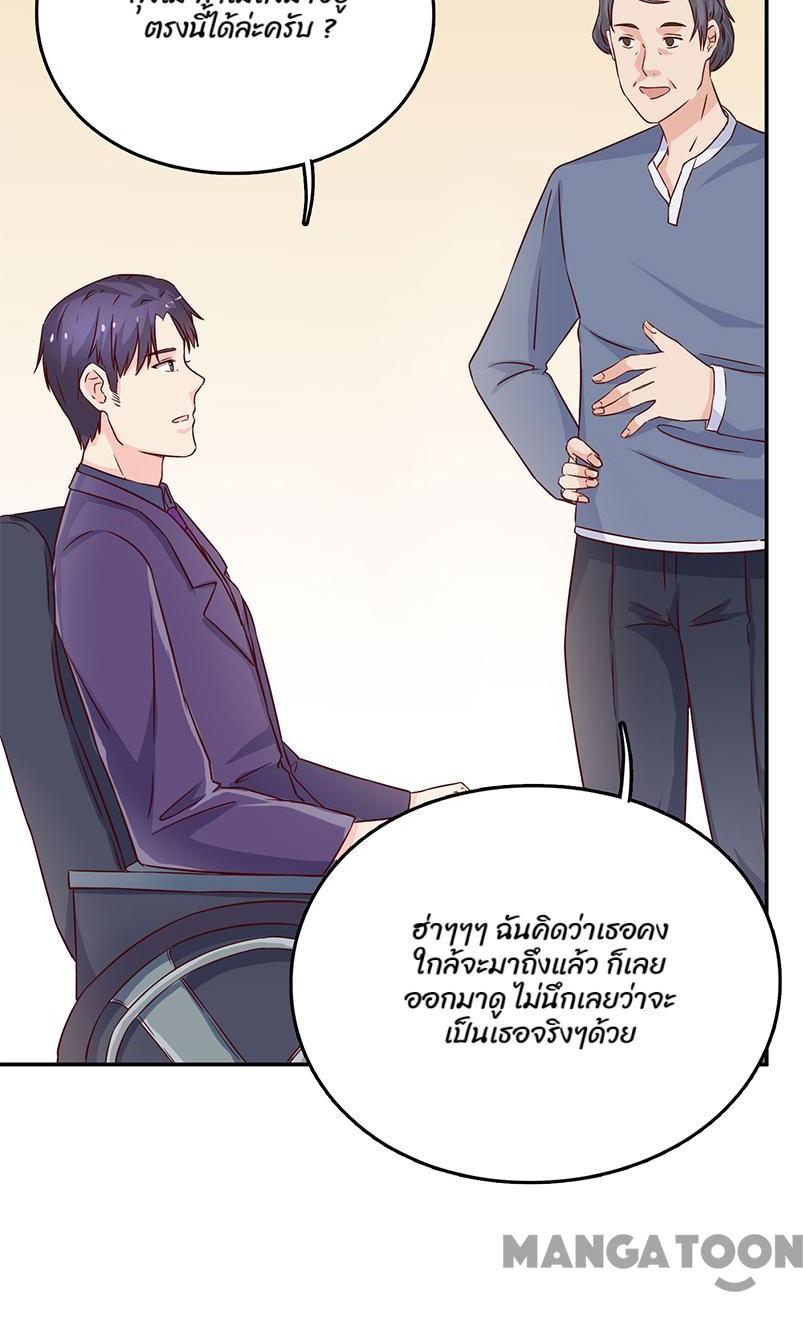 ตรงนี้ได้ล่ะครับ ?
ฮ่าๆๆๆ ฉันคิดว่าเธอคง
ใกล้จะมาถึงแล้ว ก็เลย
ออกมาดู ไม่นึกเลยว่าจะ
เป็นเธอจริงๆด้วย
MANGATOON